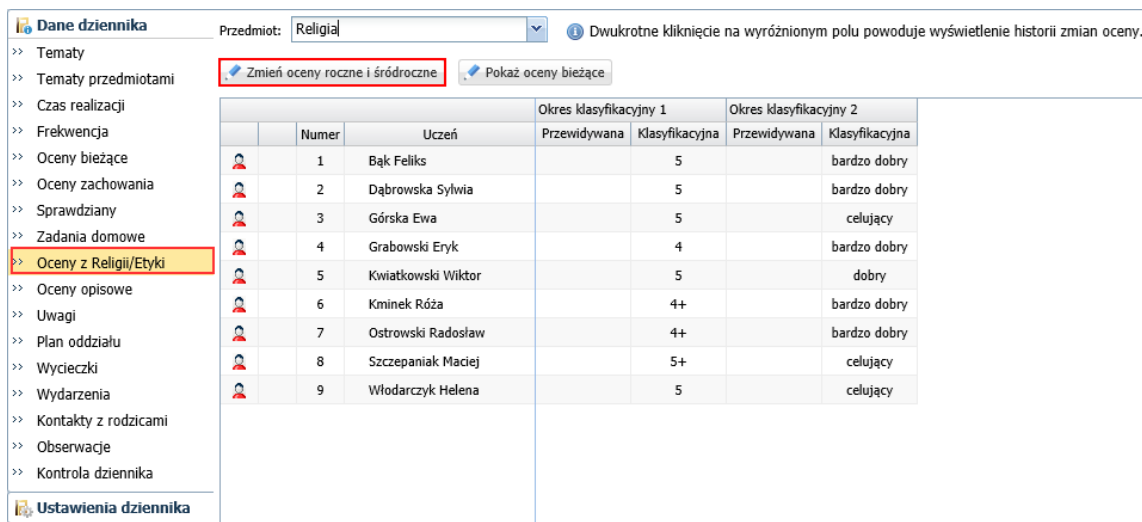 Dane dziennika
>> Tematy
>> Tematy przedmiotami
>> Czas realizacji
>> Frekwencja
>> Oceny bieżące
>> Oceny zachowania
>> Sprawdziany
>> Zadania domowe
>> Oceny z Religii/Etyki
>> Oceny opisowe
>> Uwagi
>> Plan oddziału
>> Wycieczki
>> Wydarzenia
>> Kontakty z rodzicami
>> Obserwacje
>> Kontrola dziennika
Ustawienia dziennika
Przedmiot: Religia Dwukrotne kliknięcie na wyróżnionym polu powoduje wyświetlenie historii zmian oceny.
Zmień oceny roczne i śródroczne Pokaż oceny bieżące
Okres klasyfikacyjny 1 Okres klasyfikacyjny 2
Numer Uczeń Przewidywana Klasyfikacyjna Przewidywana Klasyfikacyjna
1 Bąk Feliks 5 bardzo dobry
2 Dąbrowska Sylwia 5 bardzo dobry
3 Górska Ewa 5 celujący
4 Grabowski Eryk 4 bardzo dobry
5 Kwiatkowski Wiktor 5 dobry
6 Kminek Róża 4+ bardzo dobry
7 Ostrowski Radosław 4+ bardzo dobry
8 Szczepaniak Maciej 5+ celujący
9 Włodarczyk Helena 5 celujący